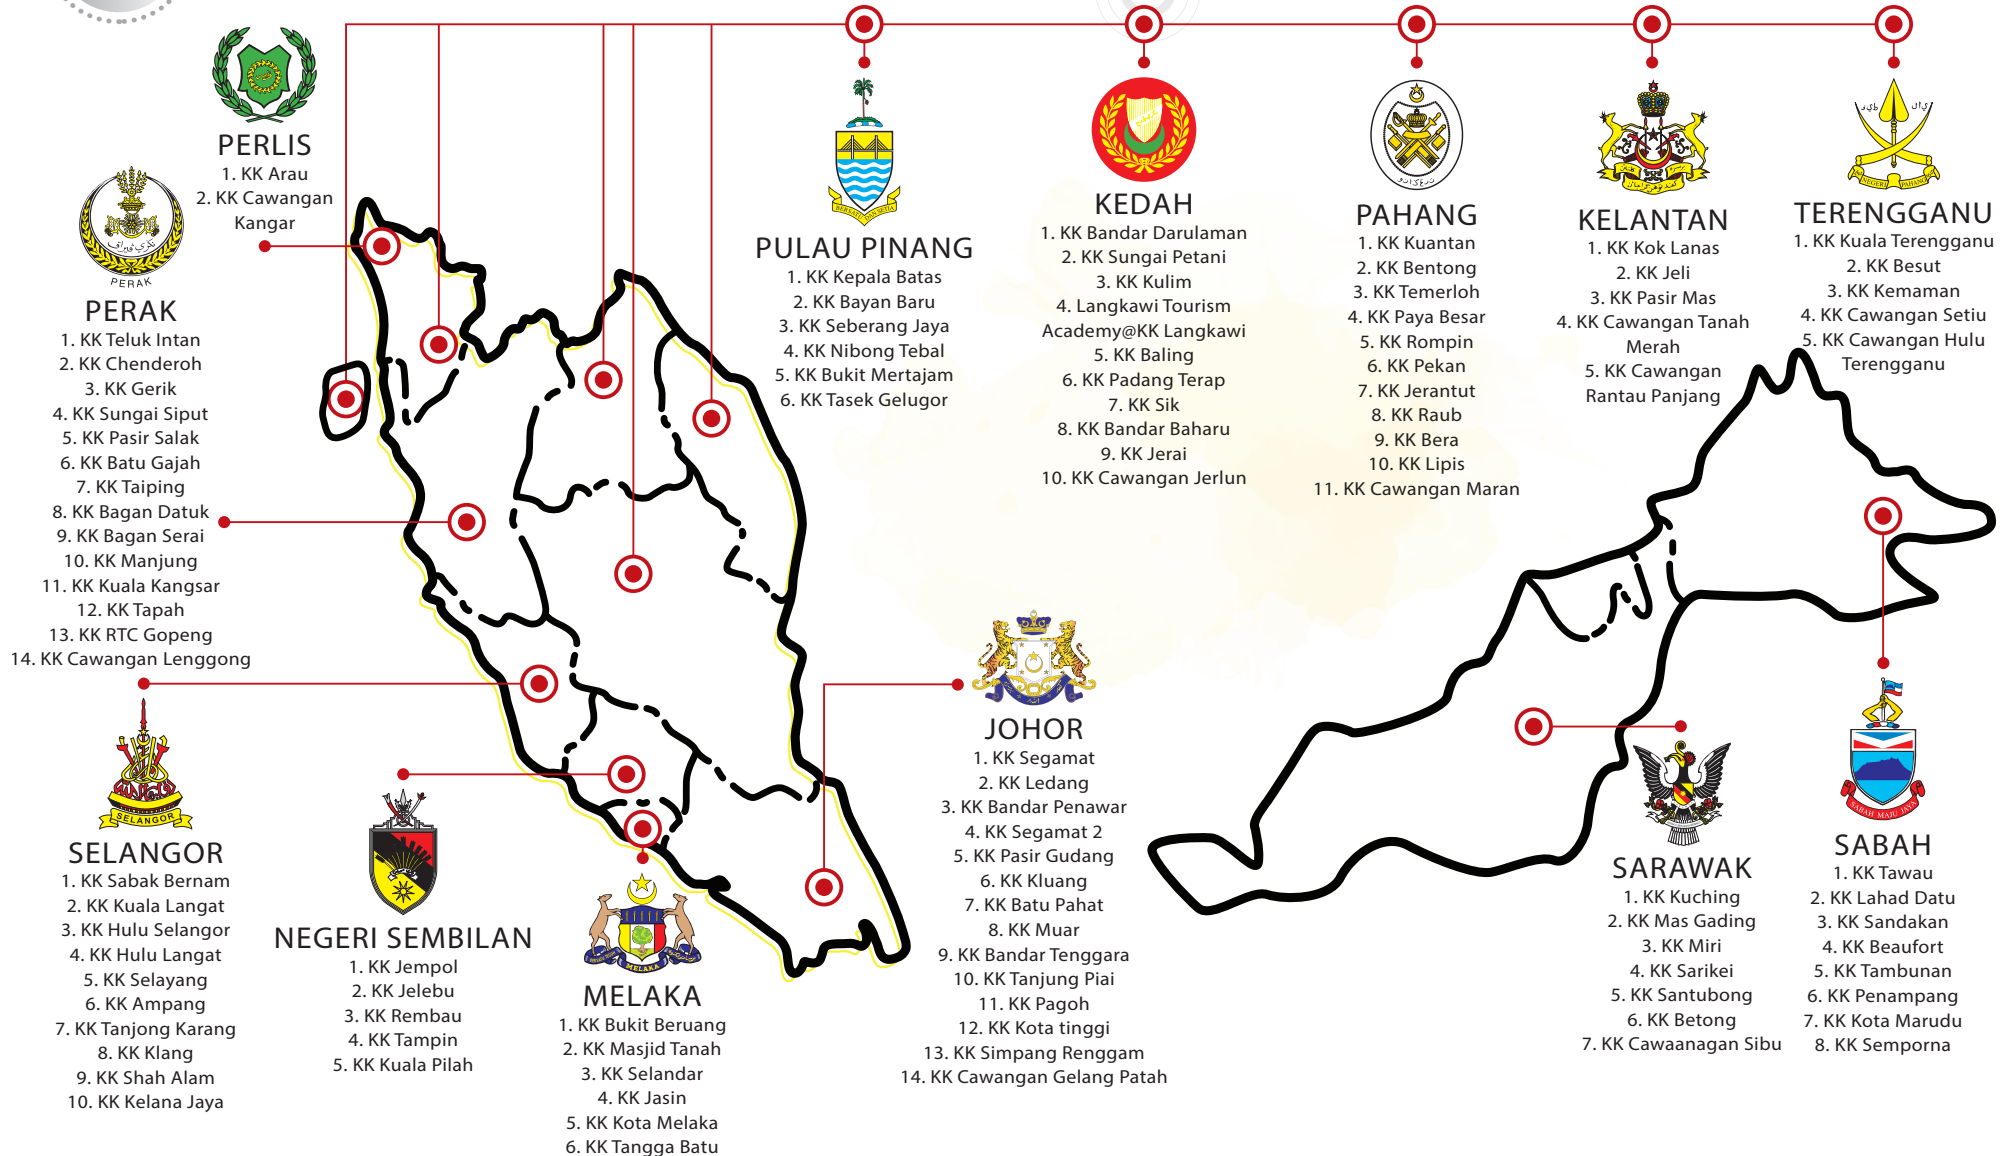 PERLIS
1. KK Arau
2. KK Cawangan
Kangar
PERAK
PERAK
1. KK Teluk Intan
2. KK Chenderoh
3. KK Gerik
4. KK Sungai Siput
5. KK Pasir Salak
6. KK Batu Gajah
7. KK Taiping
8. KK Bagan Datuk
9. KK Bagan Serai
10. KK Manjung
11. KK Kuala Kangsar
12. KK Tapah
13. KK RTC Gopeng
14. KK Cawangan Lenggong
BERSATU DAN SETIA
PULAU PINANG
1. KK Kepala Batas
2. KK Bayan Baru
3. KK Seberang Jaya
4. KK Nibong Tebal
5. KK Bukit Mertajam
6. KK Tasek Gelugor
KEDAH
1. KK Bandar Darulaman
2. KK Sungai Petani
3. KK Kulim
4. Langkawi Tourism
Academy@KK Langkawi
5. KK Baling
6. KK Padang Terap
7. KK Sik
8. KK Bandar Baharu
9. KK Jerai
10. KK Cawangan Jerlun
PAHANG
1. KK Kuantan
2. KK Bentong
3. KK Temerloh
4. KK Paya Besar
5. KK Rompin
6. KK Pekan
7. KK Jerantut
8. KK Raub
9. KK Bera
10. KK Lipis
11. KK Cawangan Maran
KELANTAN
1. KK Kok Lanas
2. KK Jeli
3. KK Pasir Mas
4. KK Cawangan Tanah
Merah
5. KK Cawangan
Rantau Panjang
NEGERI PAHANG
TERENGGANU
1. KK Kuala Terengganu
2. KK Besut
3. KK Kemaman
4. KK Cawangan Setiu
5. KK Cawangan Hulu
Terengganu
SELANGOR
SELANGOR
1. KK Sabak Bernam
2. KK Kuala Langat
3. KK Hulu Selangor
4. KK Hulu Langat
5. KK Selayang
6. KK Ampang
7. KK Tanjong Karang
8. KK Klang
9. KK Shah Alam
10. KK Kelana Jaya
NEGERI SEMBILAN
1. KK Jempol
2. KK Jelebu
3. KK Rembau
4. KK Tampin
5. KK Kuala Pilah
MELAKA
MELAKA
1. KK Bukit Beruang
2. KK Masjid Tanah
3. KK Selandar
4. KK Jasin
5. KK Kota Melaka
6. KK Tangga Batu
JOHOR
1. KK Segamat
2. KK Ledang
3. KK Bandar Penawar
4. KK Segamat 2
5. KK Pasir Gudang
6. KK Kluang
7. KK Batu Pahat
8. KK Muar
9. KK Bandar Tenggara
10. KK Tanjung Piai
11. KK Pagoh
12. KK Kota tinggi
13. KK Simpang Renggam
14. KK Cawangan Gelang Patah
SARAWAK
1. KK Kuching
2. KK Mas Gading
3. KK Miri
4. KK Sarikei
5. KK Santubong
6. KK Betong
7. KK Cawaanagan Sibu
SABAH MAJU JAYA
SABAH
1. KK Tawau
2. KK Lahad Datu
3. KK Sandakan
4. KK Beaufort
5. KK Tambunan
6. KK Penampang
7. KK Kota Marudu
8. KK Semporna